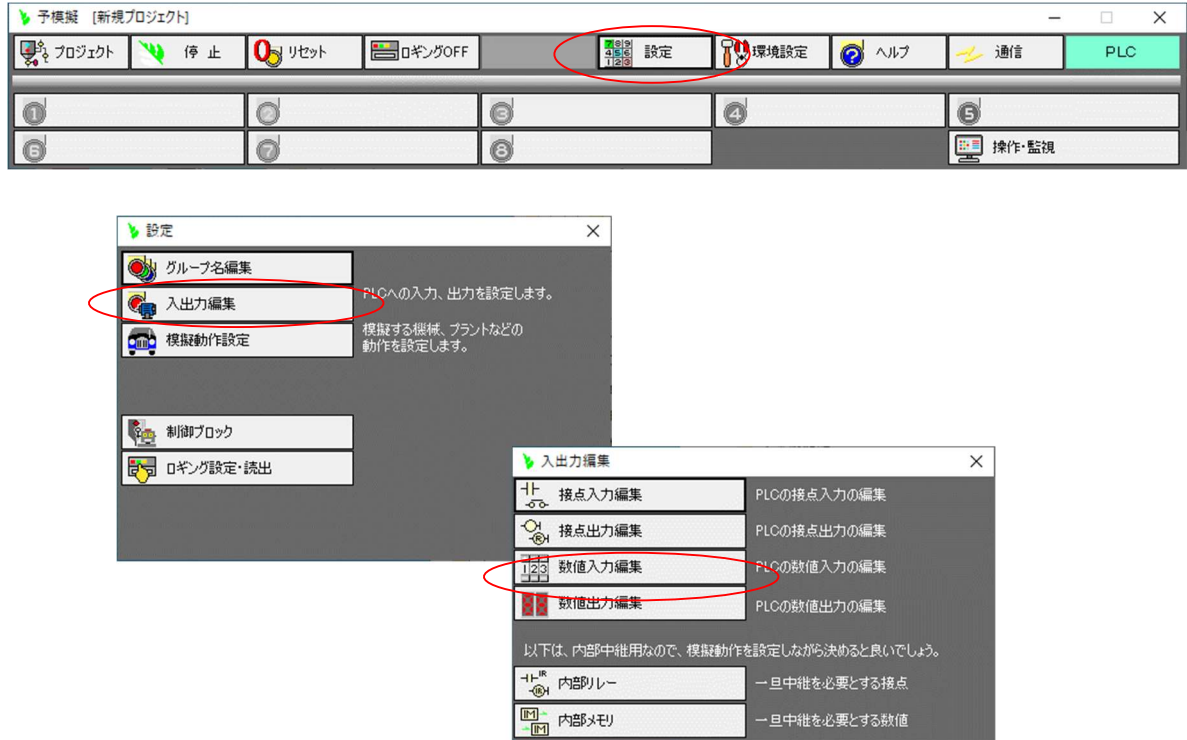 予模擬 [新規プロジェクト]
プロジェクト 停 止 リセット ロギングOFF 設定 環境設定 ヘルプ 通信 PLC
1 2 3 4 5
6 7 8 操作・監視
設定
グループ名編集
入出力編集 PLCへの入力、出力を設定します。
模擬動作設定 模擬する機械、プラントなどの
動作を設定します。
制御ブロック
ロギング設定・読出
入出力編集
接点入力編集 PLCの接点入力の編集
接点出力編集 PLCの接点出力の編集
123 数値入力編集 PLCの数値入力の編集
88 数値出力編集 PLCの数値出力の編集
以下は、内部中継用なので、模擬動作を設定しながら決めると良いでしょう。
IR 内部リレー 一旦中継を必要とする接点
IM 内部メモリ 一旦中継を必要とする数値
IM